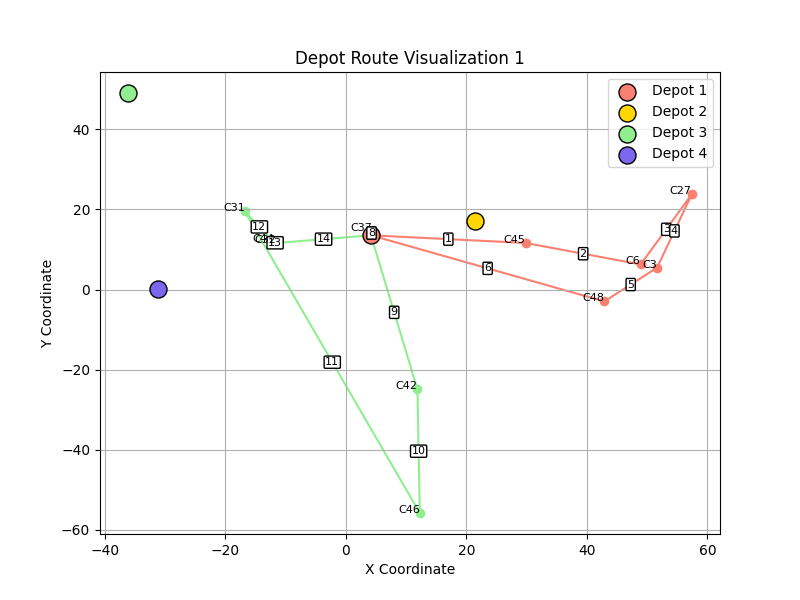 Depot Route Visualization 1
Depot 1
Depot 2
Depot 3
Depot 4
Y Coordinate
40
20
0
−20
−40
−60
C27
C31
12
C37
8
13
14
1
C45
2
3
4
C6
C3
6
5
C48
9
11
C42
10
C46
−40
−20
0
20
40
60
X Coordinate